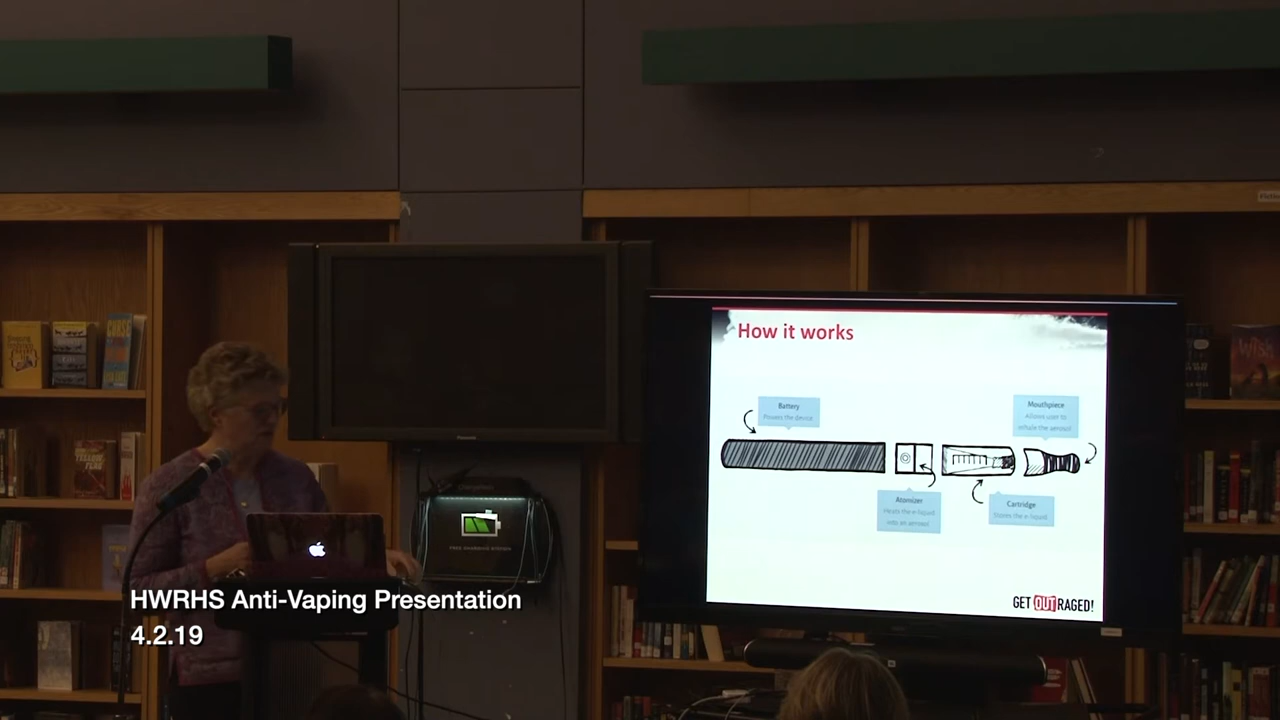 How it works
Battery
Powers the device
Mouthpiece
Allows user to
inhale the aerosol
Atomizer
Heats the e-liquid
into an aerosol
Cartridge
Stores the e-liquid
GET OUTRAGED!
HWRHS Anti-Vaping Presentation
4.2.19